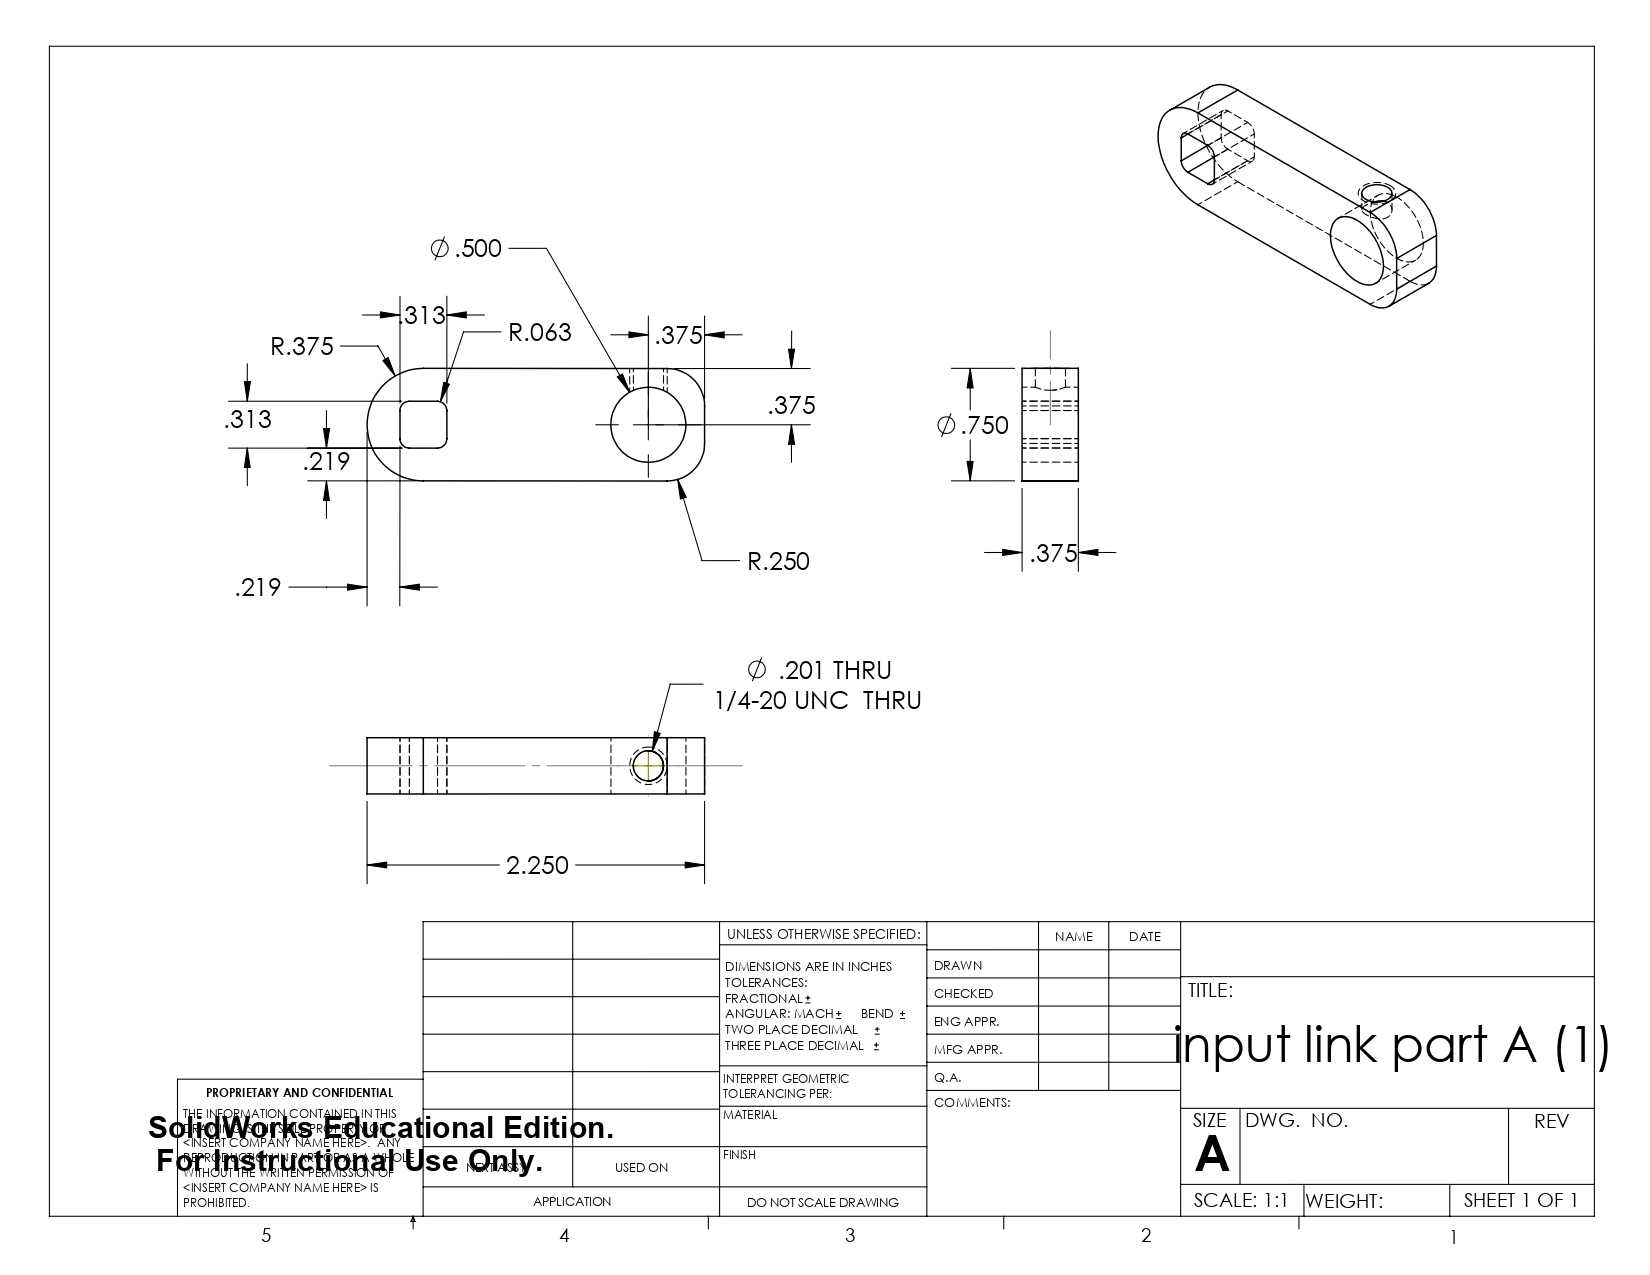 ∅ .500
.313
R.063
R.375
.375
.313
.375
.219
∅ .750
R.250
.375
.219
∅ .201 THRU
1/4-20 UNC THRU
2.250
UNLESS OTHERWISE SPECIFIED:
DIMENSIONS ARE IN INCHES
TOLERANCES:
FRACTIONAL±
ANGULAR: MACH± BEND ±
TWO PLACE DECIMAL ±
THREE PLACE DECIMAL ±
INTERPRET GEOMETRIC
TOLERANCING PER:
MATERIAL
FINISH
DO NOT SCALE DRAWING
NAME DATE
DRAWN
CHECKED
ENG APPR.
MFG APPR.
Q.A.
COMMENTS:
TITLE:
input link part A (1)
SIZE DWG. NO. REV
A
SCALE: 1:1 WEIGHT: SHEET 1 OF 1
PROPRIETARY AND CONFIDENTIAL
THE INFORMATION CONTAINED IN THIS
DRAWING IS THE SOLE PROPERTY OF
<INSERT COMPANY NAME HERE>. ANY
REPRODUCTION IN PART OR AS A WHOLE
WITHOUT THE WRITTEN PERMISSION OF
<INSERT COMPANY NAME HERE> IS
PROHIBITED.
SolidWorks Educational Edition.
For Instructional Use Only.
NEXT ASSY USED ON
APPLICATION
5 4 3 2 1